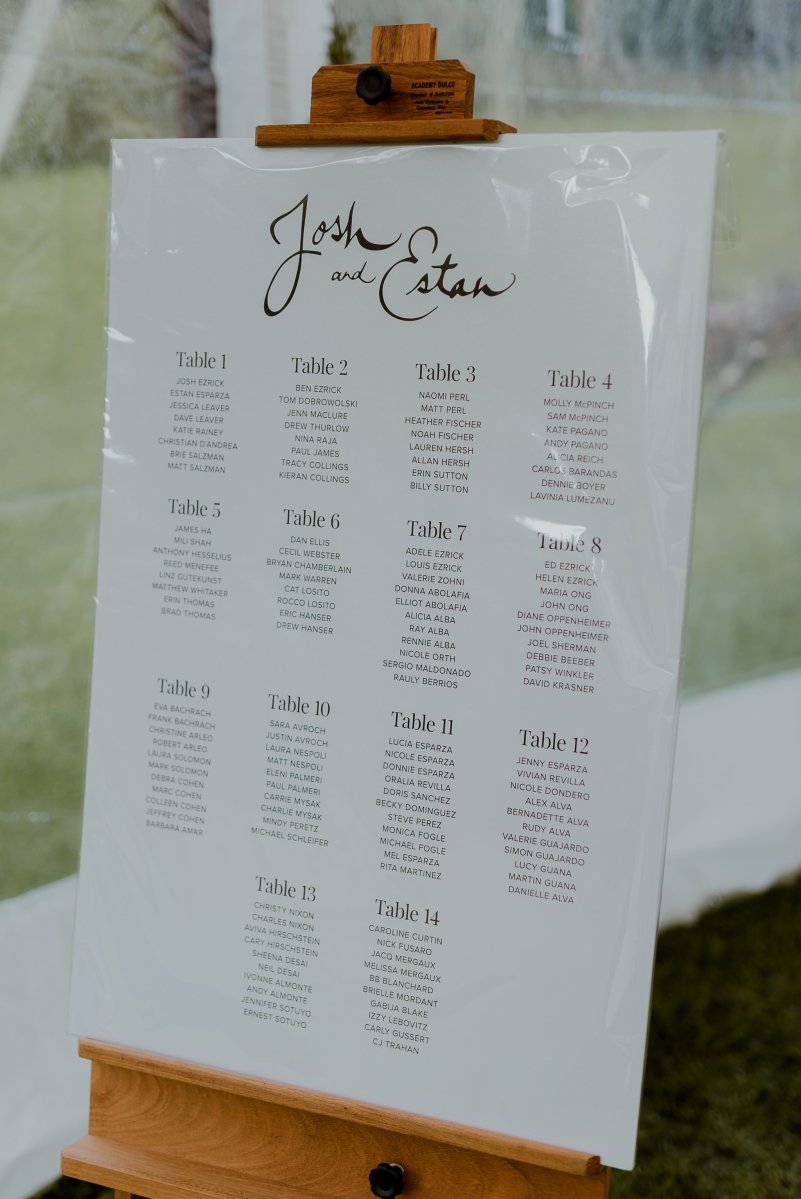 ACADEMY DULCE
Josh
and Estan
Table 1
JOSH EZRICK
ESTAN ESPARZA
JESSICA LEAVER
DAVE LEAVER
KATIE RAINEY
CHRISTIAN D'ANDREA
BRIE SALZMAN
MATT SALZMAN
Table 2
BEN EZRICK
TOM DOBROWOLSKI
JENN MACLURE
DREW THURLOW
NINA RAJA
PAUL JAMES
TRACY COLLINGS
KIERAN COLLINGS
Table 3
NAOMI PERL
MATT PERL
HEATHER FISCHER
NOAH FISCHER
LAUREN HERSH
ALLAN HERSH
ERIN SUTTON
BILLY SUTTON
Table 4
MOLLY McPINCH
SAM McPINCH
KATE PAGANO
ANDY PAGANO
ALICIA REICH
CARLOS BARANDAS
DENNIE BOYER
LAVINIA LUMEZANU
Table 5
JAMES HA
MILI SHAH
ANTHONY HESSELIUS
REED MENEFEE
LINZ GUTEKUNST
MATTHEW WHITAKER
ERIN THOMAS
BRAD THOMAS
Table 6
DAN ELLIS
CECIL WEBSTER
BRYAN CHAMBERLAIN
MARK WARREN
CAT LOSITO
ROCCO LOSITO
ERIC HANSER
DREW HANSER
Table 7
ADELE EZRICK
LOUIS EZRICK
VALERIE ZOHNI
DONNA ABOLAFIA
ELLIOT ABOLAFIA
ALICIA ALBA
RAY ALBA
RENNIE ALBA
NICOLE ORTH
SERGIO MALDONADO
RAULY BERRIOS
Table 8
ED EZRICK
HELEN EZRICK
MARIA ONG
JOHN ONG
DIANE OPPENHEIMER
JOHN OPPENHEIMER
JOEL SHERMAN
DEBBIE BEEBER
PATSY WINKLER
DAVID KRASNER
Table 9
EVA BACHRACH
FRANK BACHRACH
CHRISTINE ARLEO
ROBERT ARLEO
LAURA SOLOMON
MARK SOLOMON
DEBRA COHEN
MARC COHEN
COLLEEN COHEN
JEFFREY COHEN
BARBARA AMAR
Table 10
SARA AVROCH
JUSTIN AVROCH
LAURA NESPOLI
MATT NESPOLI
ELENI PALMERI
PAUL PALMERI
CARRIE MYSAK
CHARLIE MYSAK
MINDY PERETZ
MICHAEL SCHLEIFER
Table 11
LUCIA ESPARZA
NICOLE ESPARZA
DONNIE ESPARZA
ORALIA REVILLA
DORIS SANCHEZ
BECKY DOMINGUEZ
STEVE PEREZ
MONICA FOGLE
MICHAEL FOGLE
MEL ESPARZA
RITA MARTINEZ
Table 12
JENNY ESPARZA
VIVIAN REVILLA
NICOLE DONDERO
ALEX ALVA
BERNADETTE ALVA
RUDY ALVA
VALERIE GUAJARDO
SIMON GUAJARDO
LUCY GUANA
MARTIN GUANA
DANIELLE ALVA
Table 13
CHRISTY NIXON
CHARLES NIXON
AVIVA HIRSCHSTEIN
CARY HIRSCHSTEIN
SHEENA DESAI
NEIL DESAI
IVONNE ALMONTE
ANDY ALMONTE
JENNIFER SOTUYO
ERNEST SOTUYO
Table 14
CAROLINE CURTIN
NICK FUSARO
JACQ MERGAUX
MELISSA MERGAUX
BB BLANCHARD
BRIELLE MORDANT
GABIJA BLAKE
IZZY LEBOVITZ
CARLY GUSSERT
CJ TRAHAN